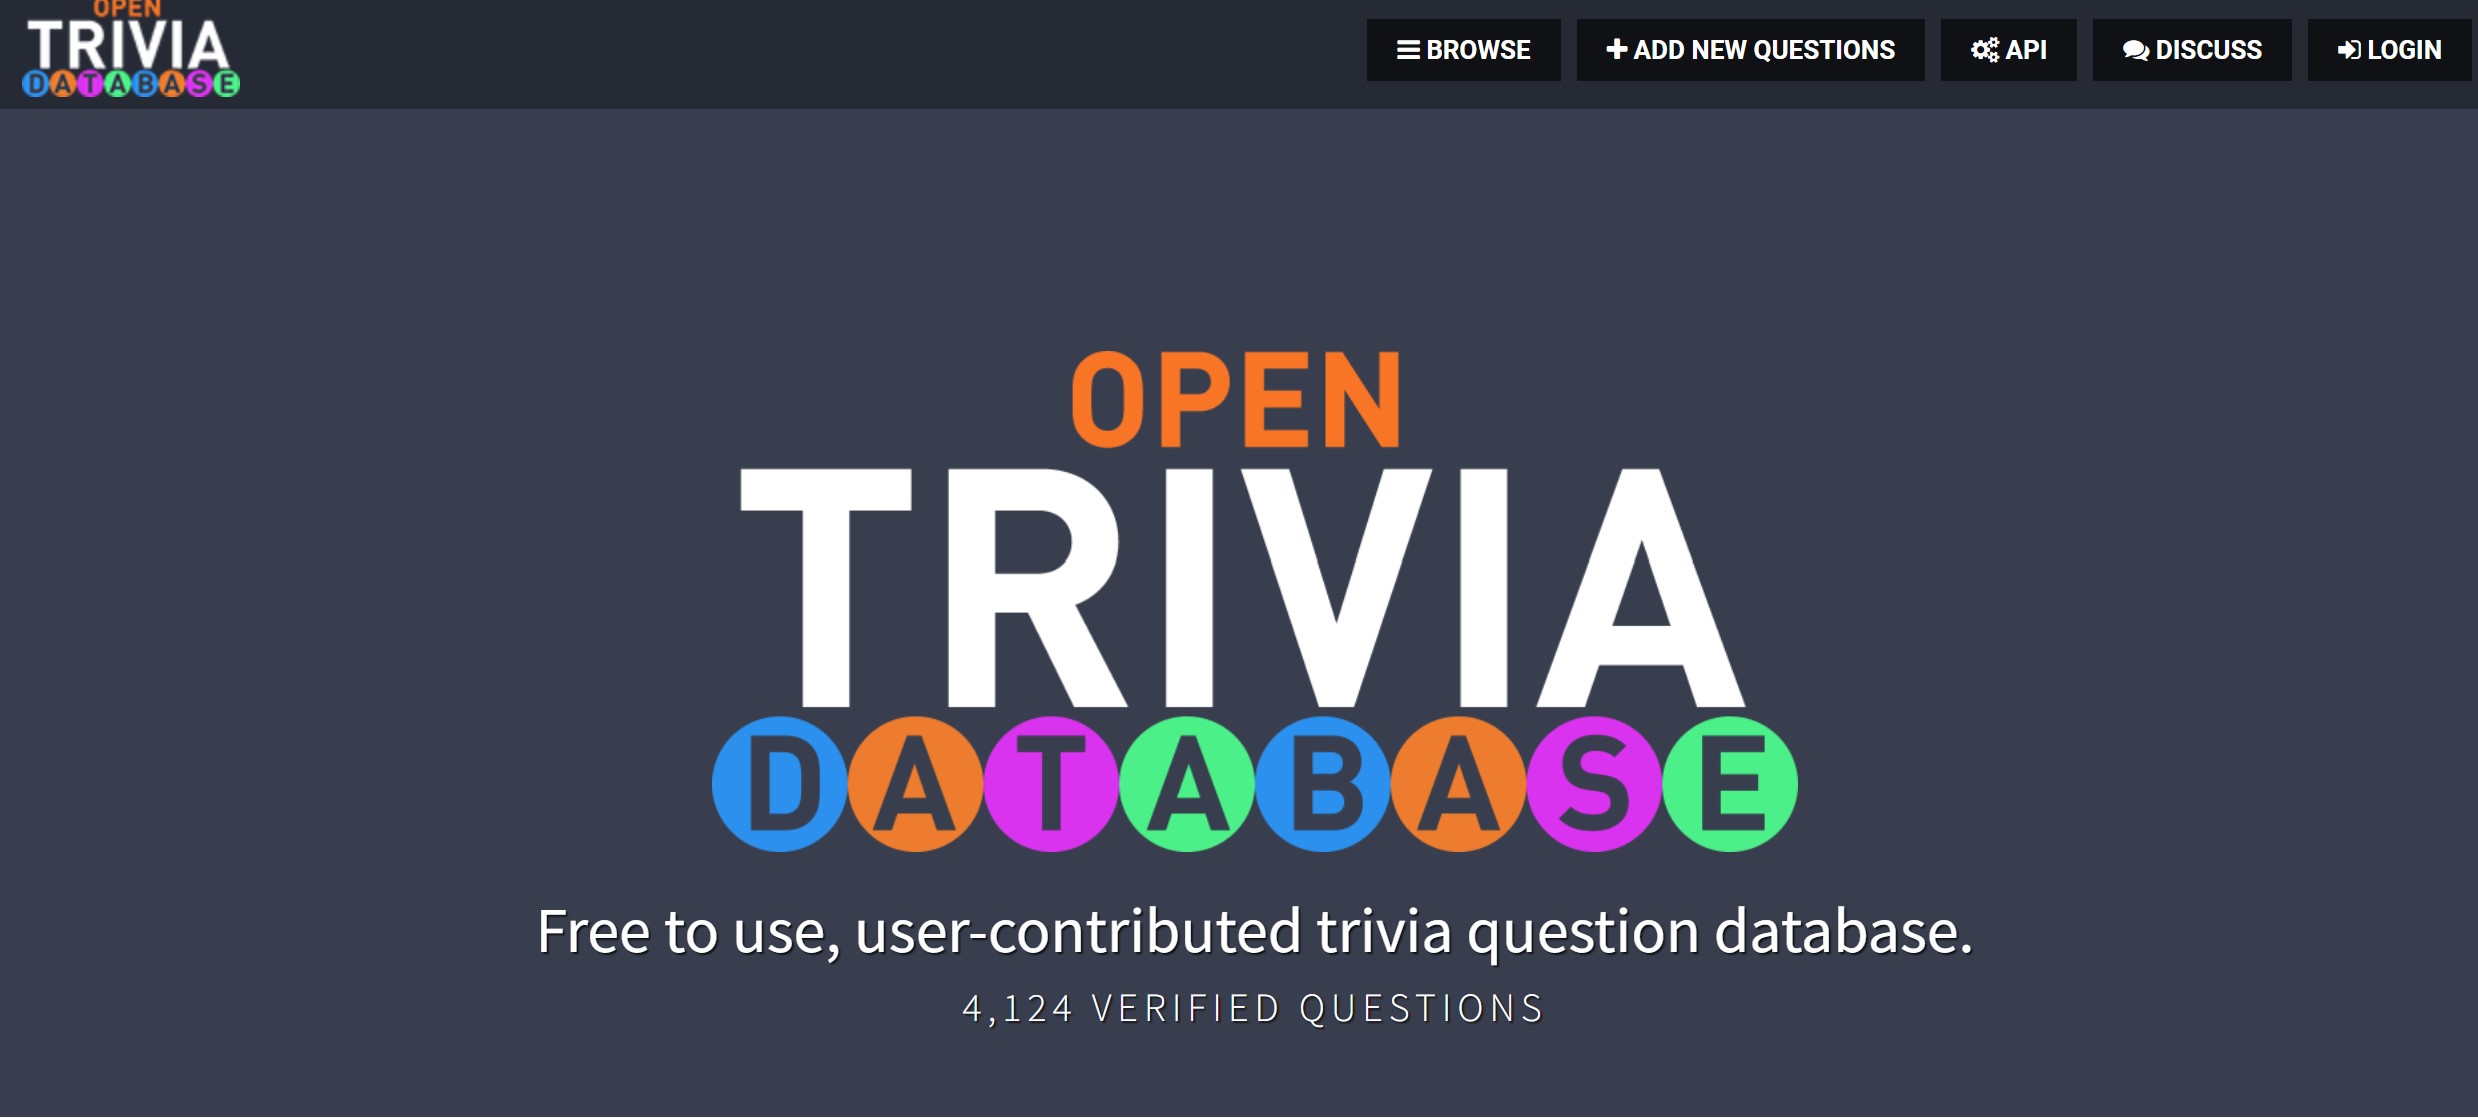 OPEN
TRIVIA
DATABASE
BROWSE ADD NEW QUESTIONS API DISCUSS LOGIN
OPEN
TRIVIA
DATABASE
Free to use, user-contributed trivia question database.
4,124 VERIFIED QUESTIONS